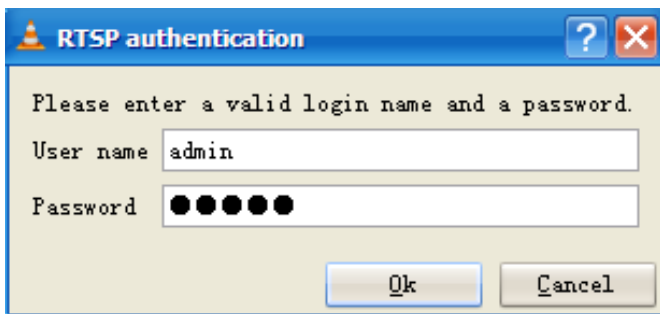 RTSP authentication
Please enter a valid login name and a password.
User name admin
Password ●●●●●
Ok Cancel